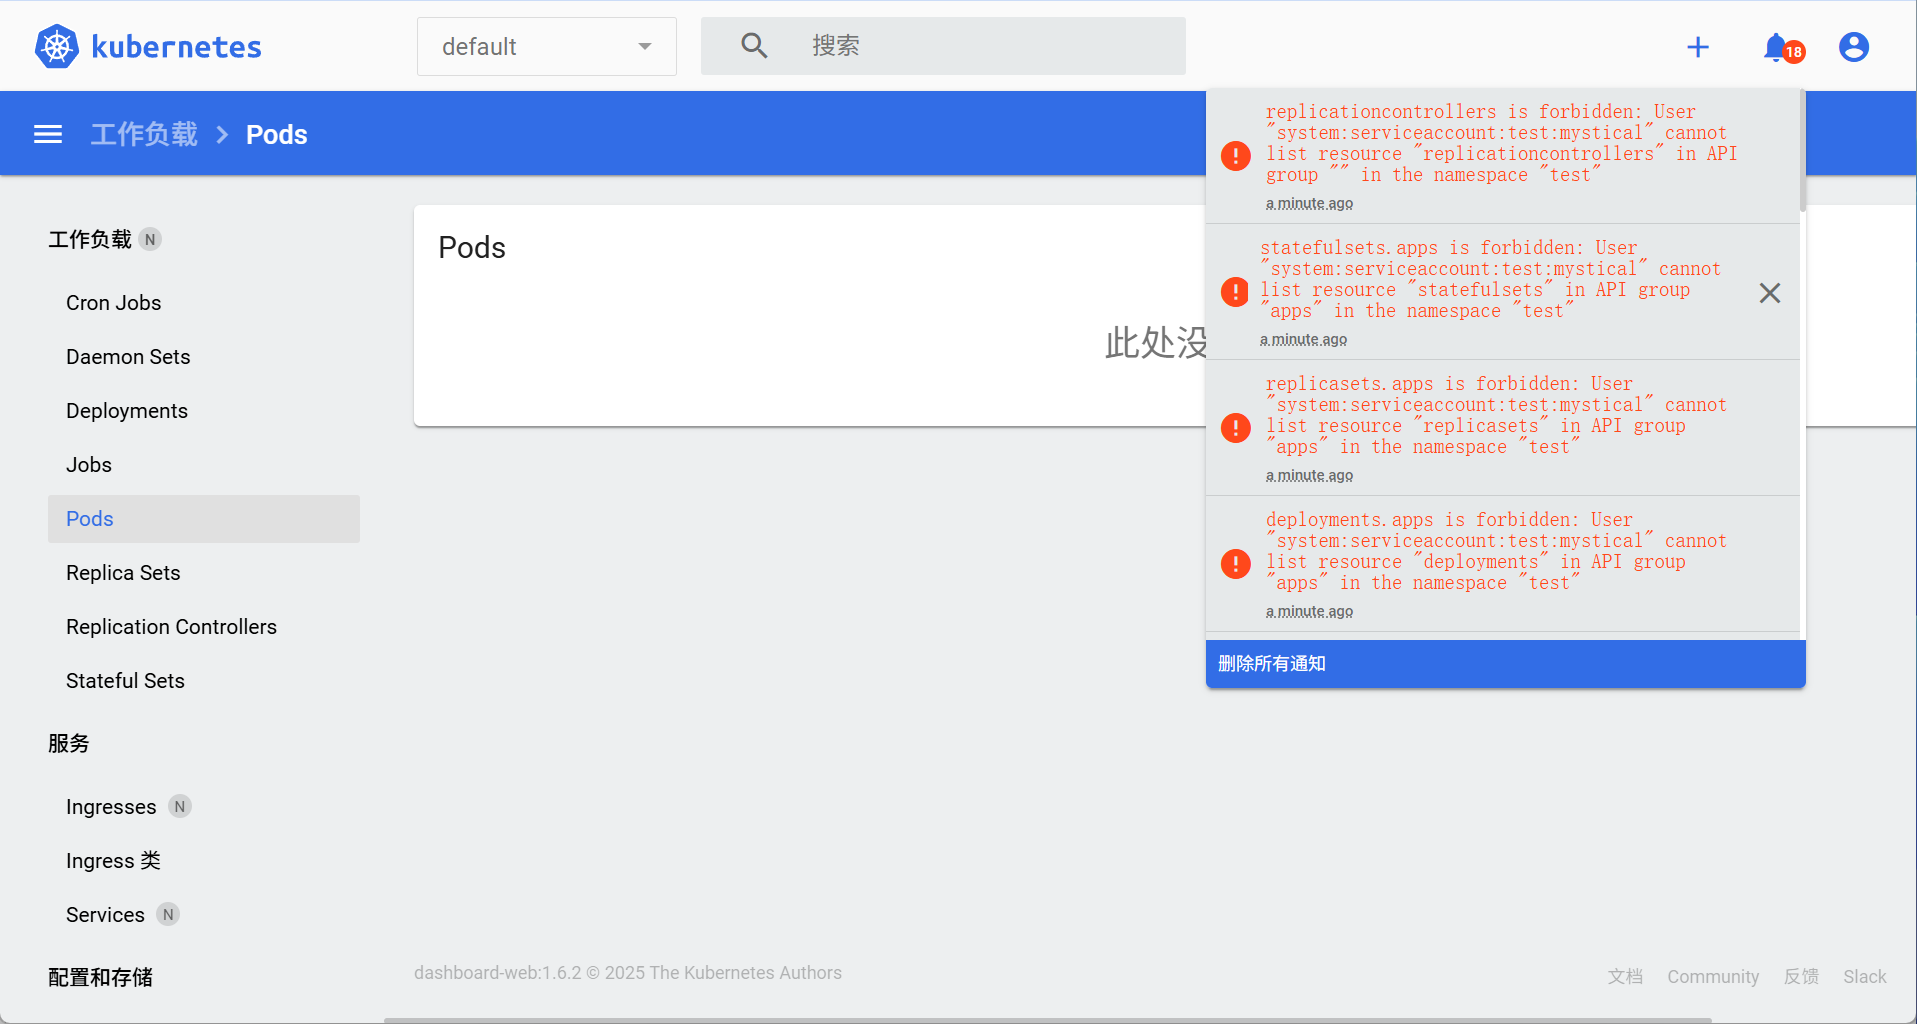 kubernetes
default
搜索
18
工作负载 > Pods
工作负载 N
Cron Jobs
Daemon Sets
Deployments
Jobs
Pods
Replica Sets
Replication Controllers
Stateful Sets
服务
Ingresses N
Ingress 类
Services N
配置和存储
Pods
此处没
replicationcontrollers is forbidden: User
"system:serviceaccount:test:mystical" cannot
list resource "replicationcontrollers" in API
group "" in the namespace "test"
a minute ago
statefulsets.apps is forbidden: User
"system:serviceaccount:test:mystical" cannot
list resource "statefulsets" in API group
"apps" in the namespace "test"
a minute ago
replicasets.apps is forbidden: User
"system:serviceaccount:test:mystical" cannot
list resource "replicasets" in API group
"apps" in the namespace "test"
a minute ago
deployments.apps is forbidden: User
"system:serviceaccount:test:mystical" cannot
list resource "deployments" in API group
"apps" in the namespace "test"
a minute ago
删除所有通知
dashboard-web:1.6.2 © 2025 The Kubernetes Authors
文档 Community 反馈 Slack